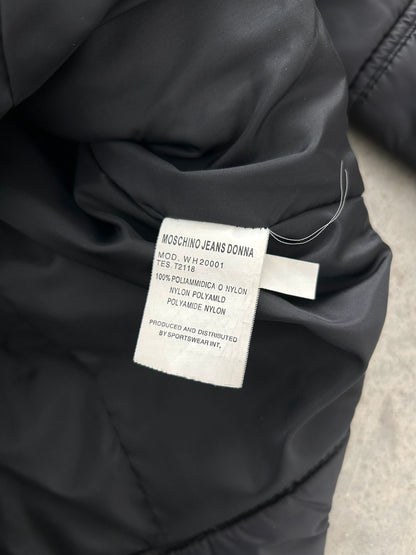 MOSCHINO JEANS DONNA
MOD. WH20001
TES. T2118
100% POLIAMMIDICA O NYLON
NYLON POLYAMLD
POLYAMIDE NYLON
PRODUCED AND DISTRIBUTED
BY SPORTSWEAR INT.